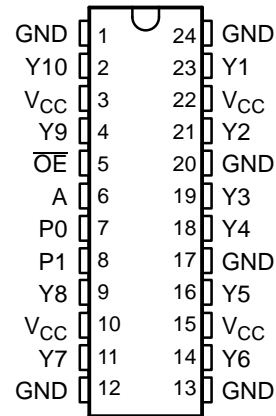 GND 1 24 GND
Y10 2 23 Y1
VCC 3 22 VCC
Y9 4 21 Y2
OE 5 20 GND
A 6 19 Y3
P0 7 18 Y4
P1 8 17 GND
Y8 9 16 Y5
VCC 10 15 VCC
Y7 11 14 Y6
GND 12 13 GND